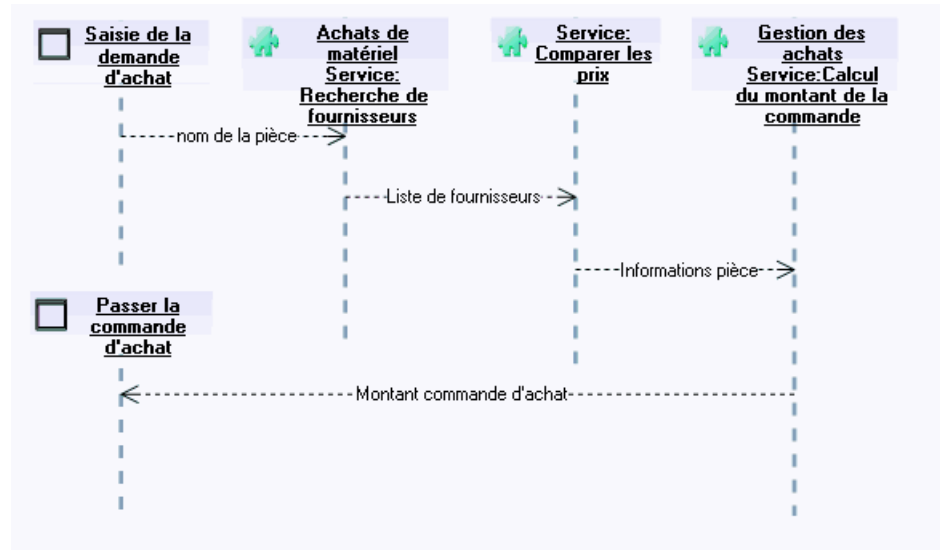 Saisie de la
demande
d'achat
Achats de
matériel
Service:
Recherche de
fournisseurs
Service:
Comparer les
prix
Gestion des
achats
Service:Calcul
du montant de la
commande
nom de la pièce
Liste de fournisseurs
Informations pièce
Passer la
commande
d'achat
Montant commande d'achat